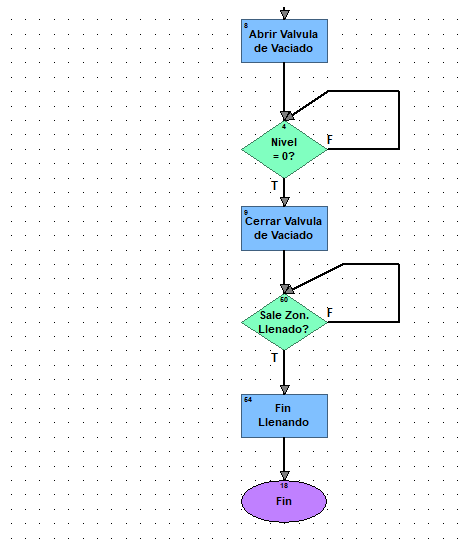 8
Abrir Valvula
de Vaciado
4
Nivel
= 0?
F
T
9
Cerrar Valvula
de Vaciado
60
Sale Zon.
Llenado?
F
T
64
Fin
Llenando
18
Fin